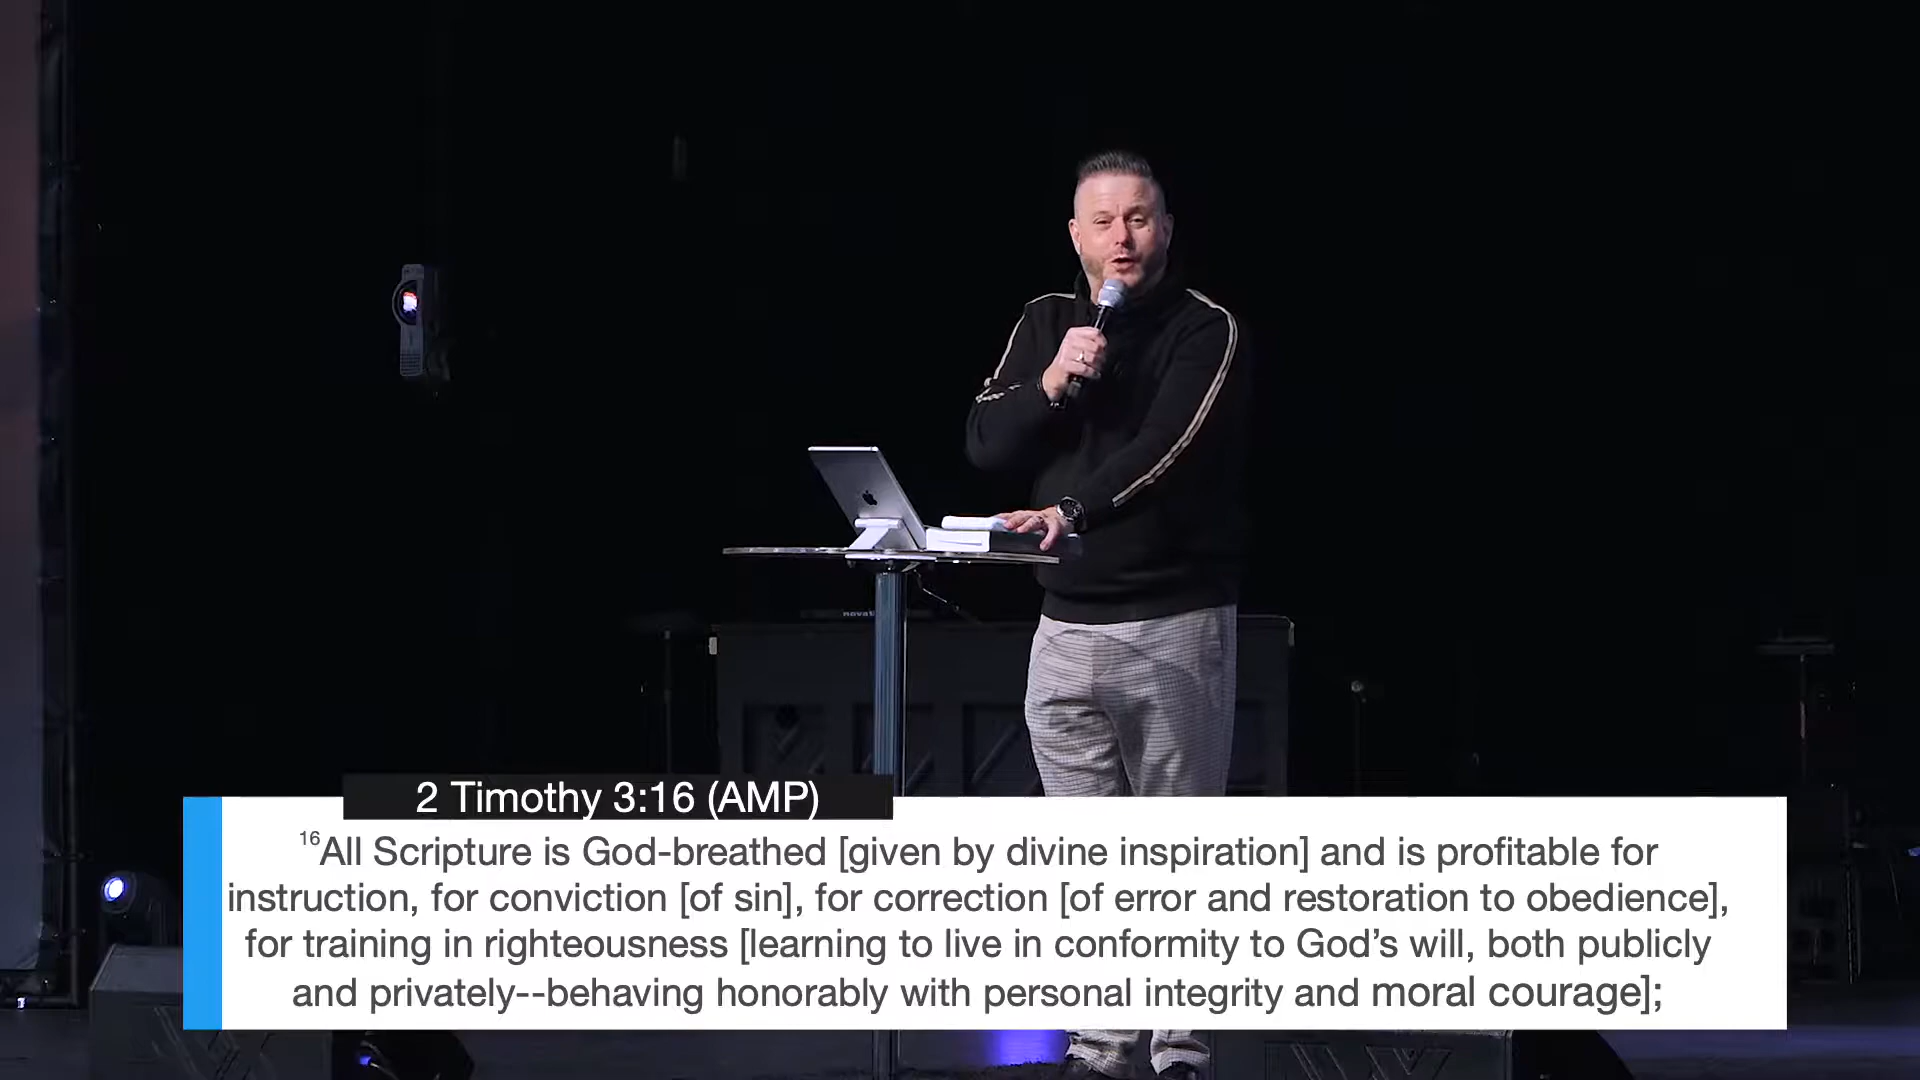 2 Timothy 3:16 (AMP)
16All Scripture is God-breathed [given by divine inspiration] and is profitable for
instruction, for conviction [of sin], for correction [of error and restoration to obedience],
for training in righteousness [learning to live in conformity to God’s will, both publicly
and privately--behaving honorably with personal integrity and moral courage];